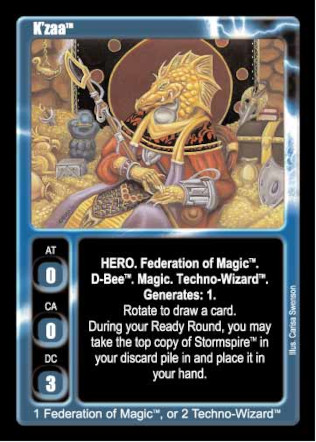 K'zaa™
AT
0
CA
0
DC
3
HERO. Federation of Magic™.
D-Bee™. Magic. Techno-Wizard™.
Generates: 1.
Rotate to draw a card.
During your Ready Round, you may
take the top copy of Stormspire™ in
your discard pile in and place it in
your hand.
Illus. Carisa Swenson
1 Federation of Magic™, or 2 Techno-Wizard™